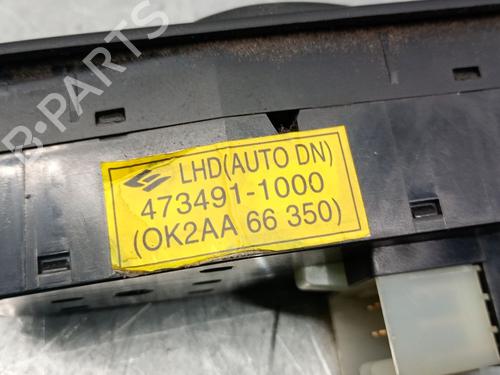 LHD(AUTO DN)
473491-1000
(OK2AA 66 350)
B-PARTS